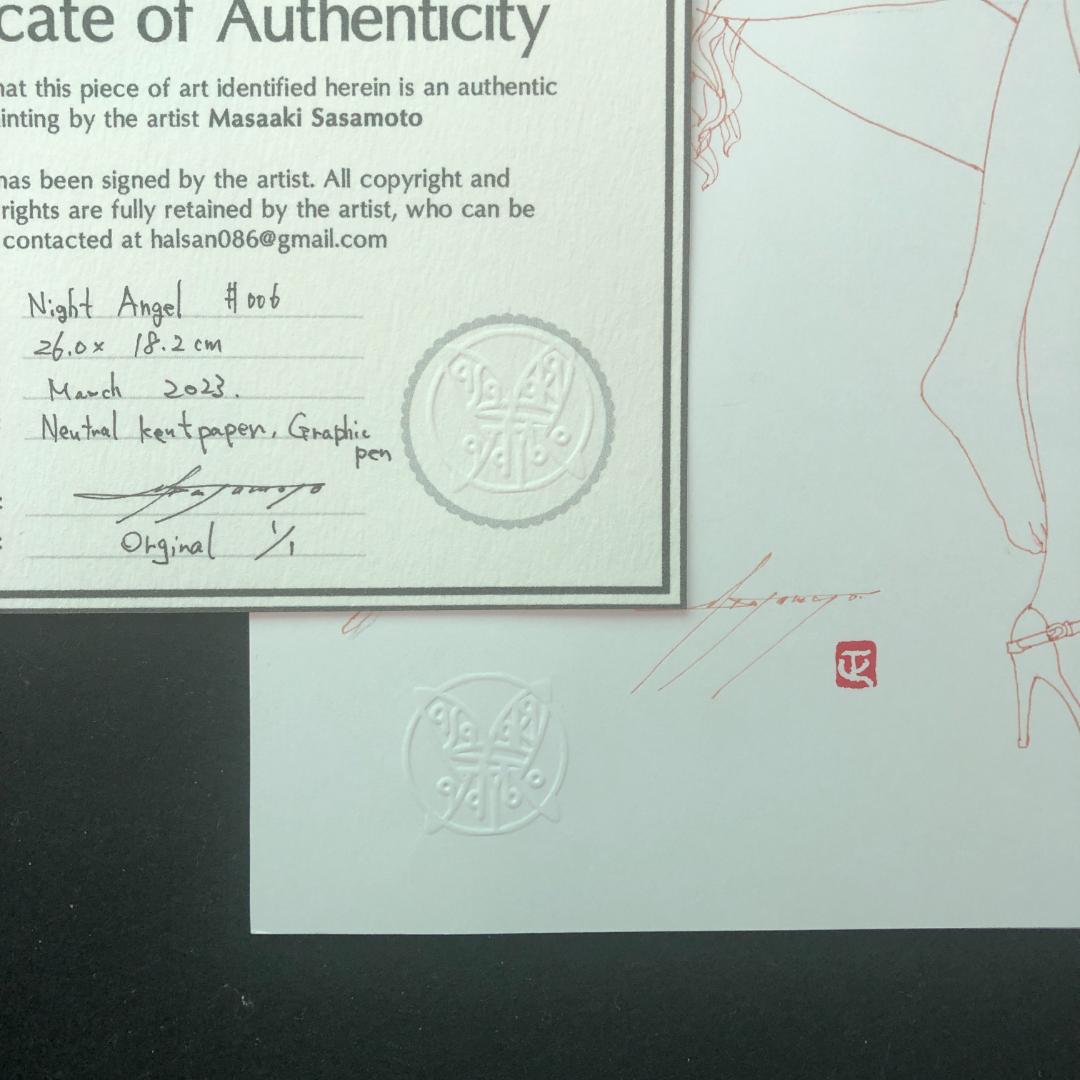 cate of Authenticity
hat this piece of art identified herein is an authentic
inting by the artist Masaaki Sasamoto
has been signed by the artist. All copyright and
rights are fully retained by the artist, who can be
contacted at halsan086@gmail.com
Night Angel #006
26.0 x 18.2 cm
March 2023.
Neutral kentpaper, Graphic
pen
:
: Orginal 1/1